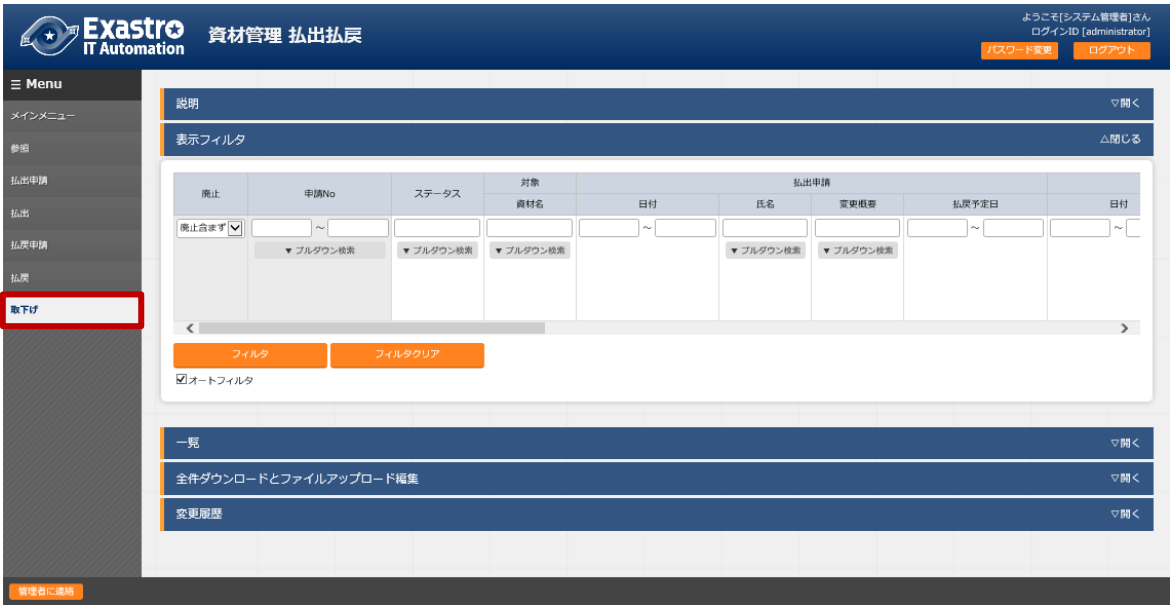 Exastro
IT Automation
資材管理 払出払戻
ようこそ[システム管理者]さん
ログインID [administrator]
パスワード変更
ログアウト
☰ Menu
メインメニュー
参照
払出申請
払出
払戻申請
払戻
取下げ
説明
▽開く
表示フィルタ
△閉じる
廃止
申請No
ステータス
対象
払出申請
資材名
日付
氏名
変更概要
払戻予定日
日付
廃止含まず
～
～
～
～
▼ プルダウン検索
▼ プルダウン検索
▼ プルダウン検索
▼ プルダウン検索
▼ プルダウン検索
フィルタ
フィルタクリア
オートフィルタ
一覧
▽開く
全件ダウンロードとファイルアップロード編集
▽開く
変更履歴
▽開く
管理者に連絡